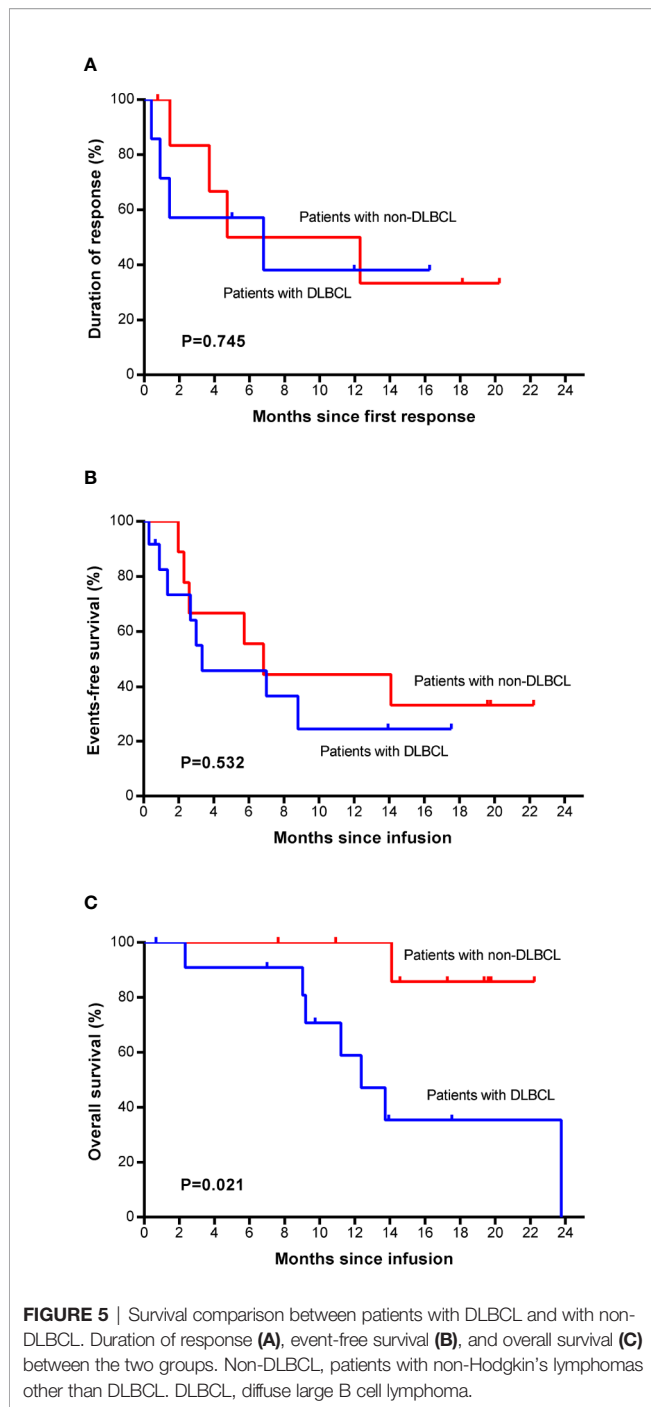 A
100
80
60
40
20
0
Duration of response (%)
Patients with non-DLBCL
Patients with DLBCL
P=0.745
0 2 4 6 8 10 12 14 16 18 20 22 24
Months since first response
B
100
80
60
40
20
0
Events-free survival (%)
Patients with non-DLBCL
Patients with DLBCL
P=0.532
0 2 4 6 8 10 12 14 16 18 20 22 24
Months since infusion
C
100
80
60
40
20
0
Overall survival (%)
Patients with non-DLBCL
Patients with DLBCL
P=0.021
0 2 4 6 8 10 12 14 16 18 20 22 24
Months since infusion
FIGURE 5 | Survival comparison between patients with DLBCL and with non-
DLBCL. Duration of response (A), event-free survival (B), and overall survival (C)
between the two groups. Non-DLBCL, patients with non-Hodgkin's lymphomas
other than DLBCL. DLBCL, diffuse large B cell lymphoma.